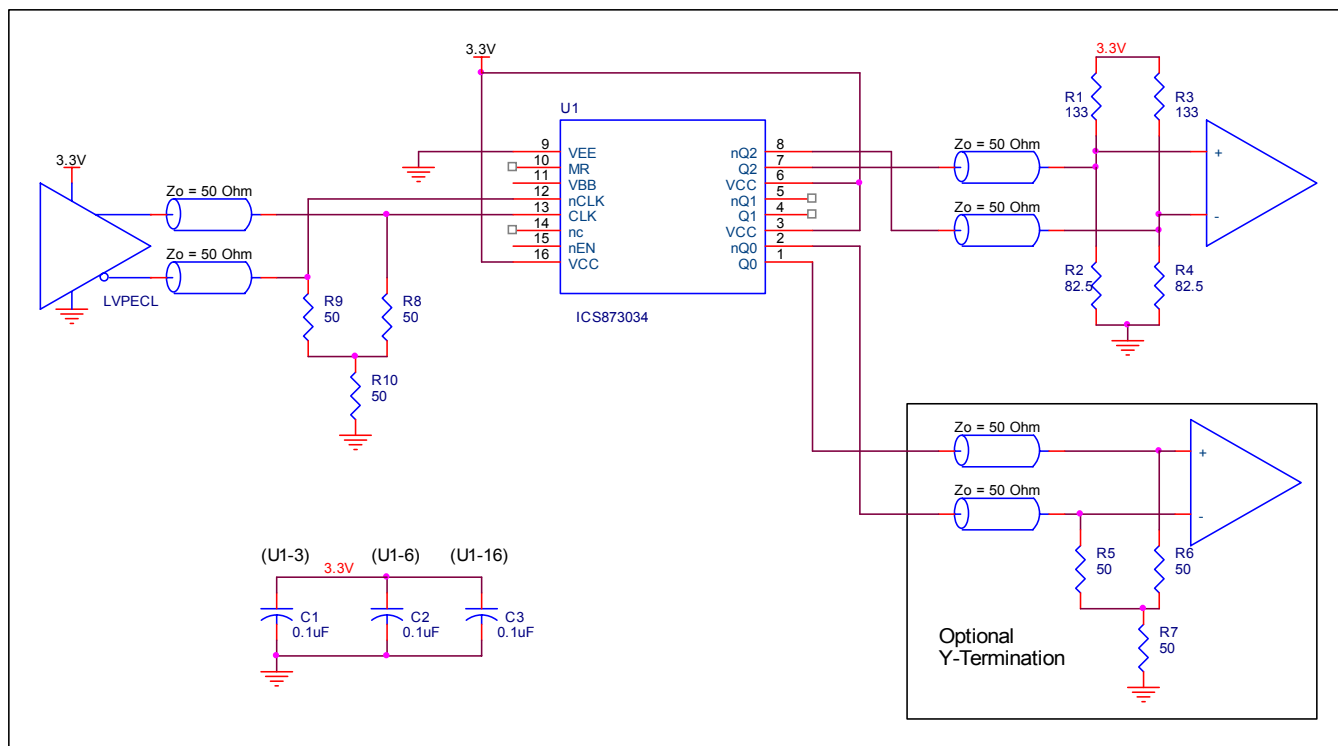 3.3V
3.3V
Zo = 50 Ohm
Zo = 50 Ohm
LVPECL
R9
50
R8
50
R10
50
U1
9
VEE
10
MR
11
VBB
12
nCLK
13
CLK
14
nc
15
nEN
16
VCC
nQ2
8
Q2
7
VCC
6
nQ1
5
Q1
4
VCC
3
nQ0
2
Q0
1
ICS873034
3.3V
R1
133
R3
133
Zo = 50 Ohm
Zo = 50 Ohm
+
-
R2
82.5
R4
82.5
Zo = 50 Ohm
Zo = 50 Ohm
+
-
R5
50
R6
50
R7
50
Optional
Y-Termination
(U1-3)
(U1-6)
(U1-16)
3.3V
C1
0.1uF
C2
0.1uF
C3
0.1uF